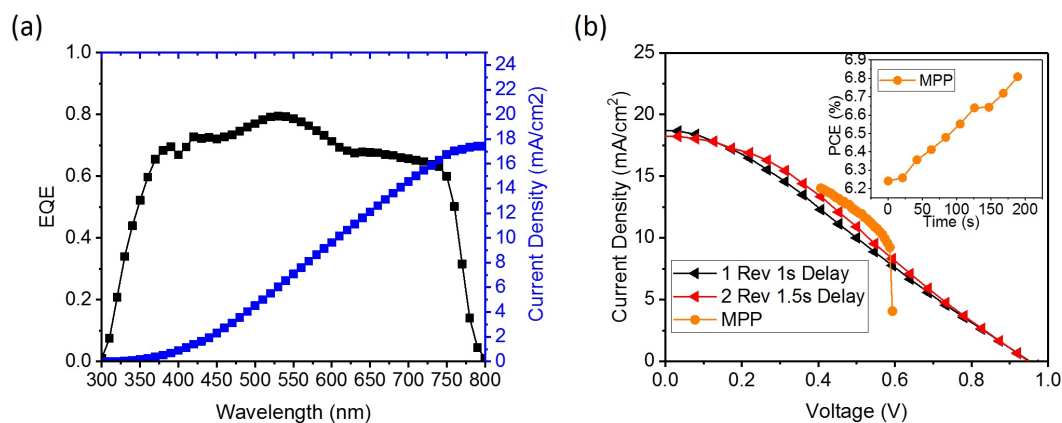 (a)
1.0
0.8
0.6
0.4
0.2
0.0
EQE
300 350 400 450 500 550 600 650 700 750 800
Wavelength (nm)
24
22
20
18
16
14
12
10
8
6
4
2
0
Current Density (mA/cm2)
(b)
25
20
15
10
5
0
Current Density (mA/cm²)
0.0 0.2 0.4 0.6 0.8 1.0
Voltage (V)
1 Rev 1s Delay
2 Rev 1.5s Delay
MPP
6.9
6.8
6.7
6.6
6.5
6.4
6.3
6.2
PCE (%)
MPP
0 50 100 150 200
Time (s)